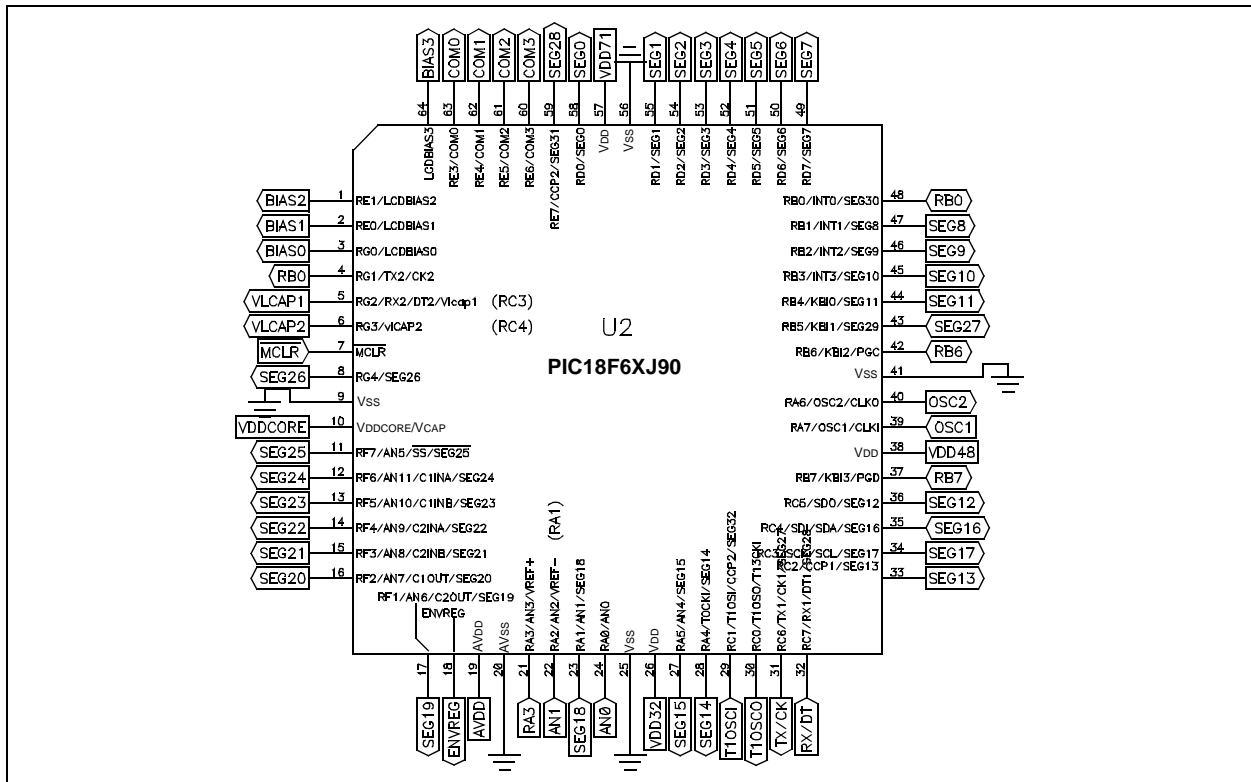 BIAS3 COM0 COM1 COM2 COM3 SEG28 SEG0 VDD71 SEG1 SEG2 SEG3 SEG4 SEG5 SEG6 SEG7
64 63 62 61 60 59 58 57 56 55 54 53 52 51 50 49
LCDBIAS3 RE3/COM0 RE4/COM1 RE5/COM2 RE6/COM3 RE7/CCP2/SEG31 RD0/SEG0 VDD VSS RD1/SEG1 RD2/SEG2 RD3/SEG3 RD4/SEG4 RD5/SEG5 RD6/SEG6 RD7/SEG7
BIAS2 1 RE1/LCDBIAS2
BIAS1 2 RE0/LCDBIAS1
BIAS0 3 RG0/LCDBIAS0
RB0 4 RG1/TX2/CK2
VLCAP1 5 RG2/RX2/DT2/Vlcap1 (RC3)
VLCAP2 6 RG3/vlCAP2 (RC4)
MCLR 7 MCLR
SEG26 8 RG4/SEG26
9 VSS
VDDCORE 10 VDDCORE/VCAP
SEG25 11 RF7/AN5/SS/SEG25
SEG24 12 RF6/AN11/C1INA/SEG24
SEG23 13 RF5/AN10/C1INB/SEG23
SEG22 14 RF4/AN9/C2INA/SEG22
SEG21 15 RF3/AN8/C2INB/SEG21
SEG20 16 RF2/AN7/C1OUT/SEG20
U2
PIC18F6XJ90
RB0/INT0/SEG30 48 RB0
RB1/INT1/SEG8 47 SEG8
RB2/INT2/SEG9 46 SEG9
RB3/INT3/SEG10 45 SEG10
RB4/KBI0/SEG11 44 SEG11
RB5/KBI1/SEG29 43 SEG27
RB6/KBI2/PGC 42 RB6
VSS 41
RA6/OSC2/CLKO 40 OSC2
RA7/OSC1/CLKI 39 OSC1
VDD 38 VDD48
RB7/KBI3/PGD 37 RB7
RC5/SDO/SEG12 36 SEG12
RC4/SDI/SDA/SEG16 35 SEG16
RC3/SCK/SCL/SEG17 34 SEG17
RC2/CCP1/SEG13 33 SEG13
(RA1)
RF1/AN6/C2OUT/SEG19 ENVREG AVDD AVSS RA3/AN3/VREF+ RA2/AN2/VREF- RA1/AN1/SEG18 RA0/AN0 VSS VDD RA5/AN4/SEG15 RA4/TOCKI/SEG14 RC1/T1OSI/CCP2/SEG32 RC0/T1OSO/T13CKI RC6/TX1/CK1/SEG27 RC7/RX1/DT1/SEG28
17 18 19 20 21 22 23 24 25 26 27 28 29 30 31 32
SEG19 ENVREG AVDD RA3 AN1 SEG18 AN0 VDD32 SEG15 SEG14 T1OSCI T1OSCO TX/CK RX/DT